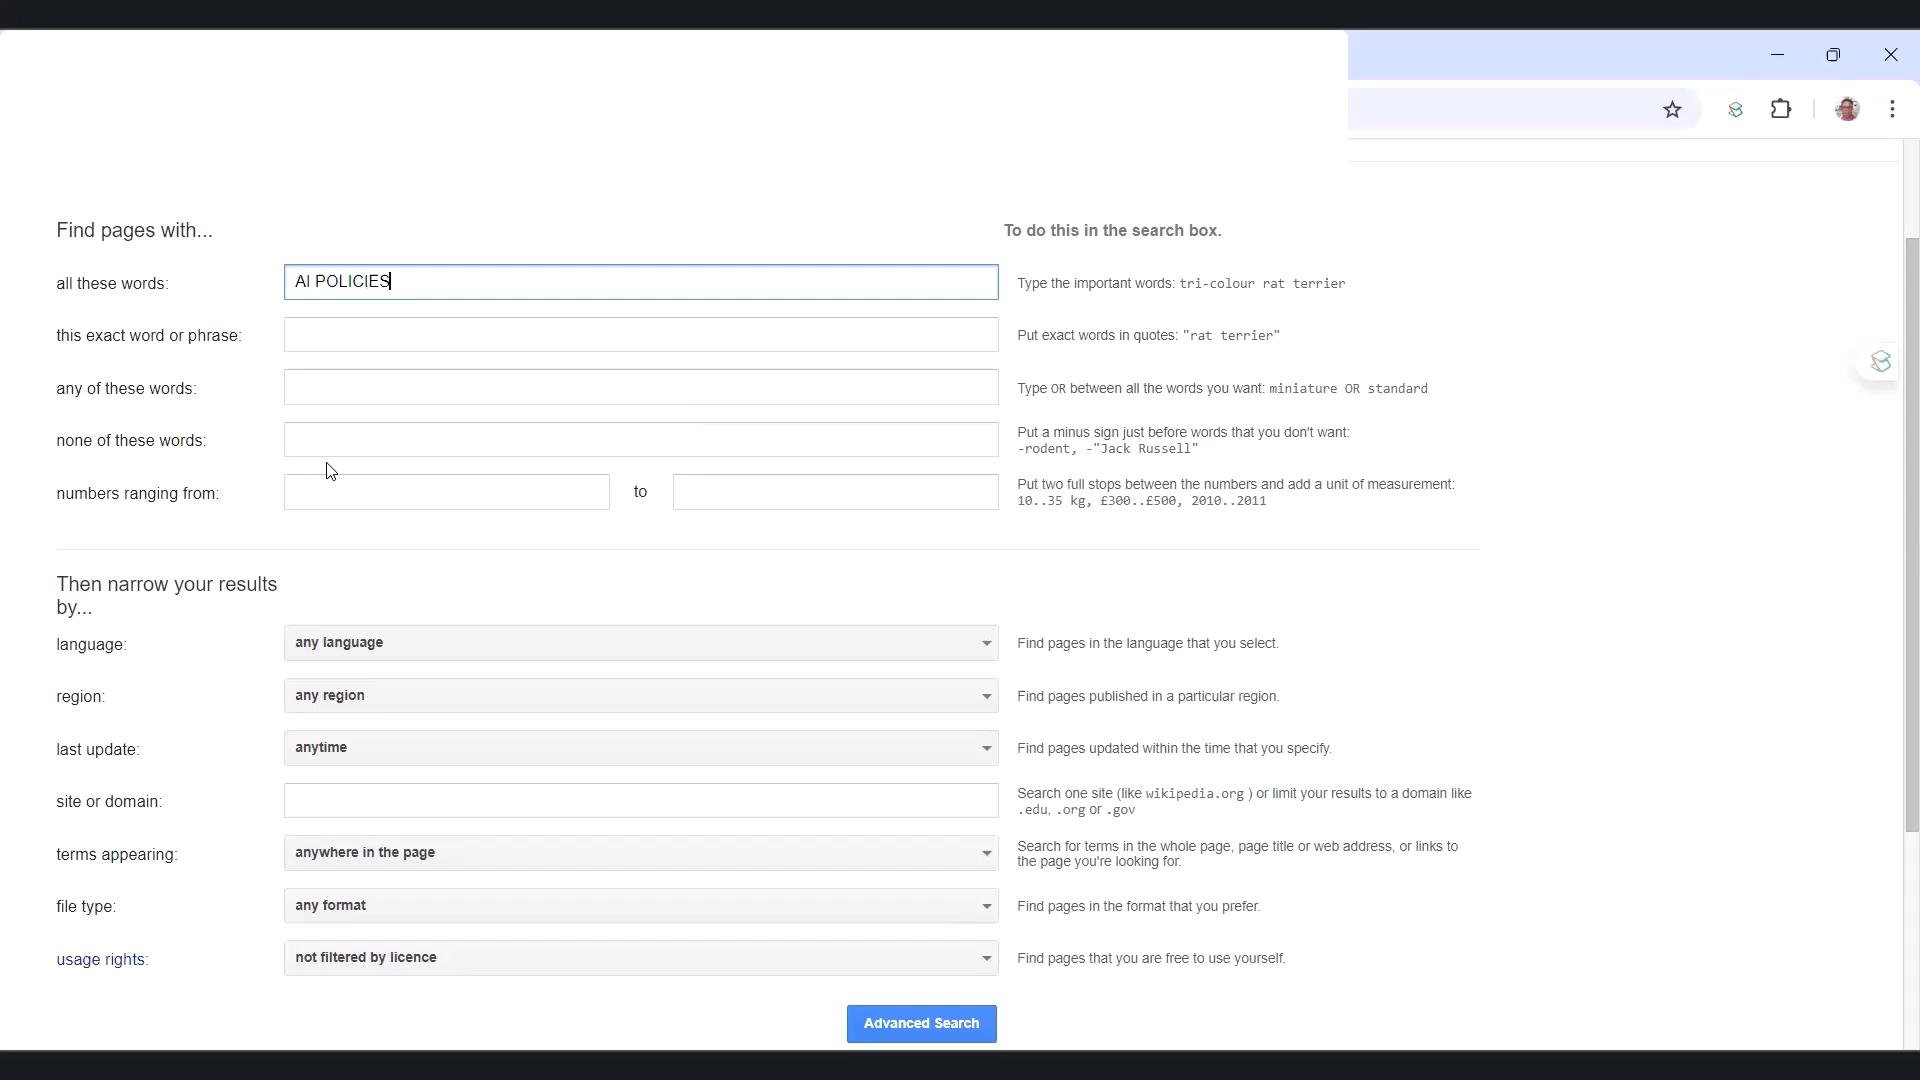 Find pages with...
To do this in the search box.
all these words:
AI POLICIES
Type the important words: tri-colour rat terrier
this exact word or phrase:
Put exact words in quotes: "rat terrier"
any of these words:
Type OR between all the words you want: miniature OR standard
none of these words:
Put a minus sign just before words that you don't want:
-rodent, -"Jack Russell"
numbers ranging from:
to
Put two full stops between the numbers and add a unit of measurement:
10..35 kg, £300..£500, 2010..2011
Then narrow your results
by...
language:
any language
Find pages in the language that you select.
region:
any region
Find pages published in a particular region.
last update:
anytime
Find pages updated within the time that you specify.
site or domain:
Search one site (like wikipedia.org ) or limit your results to a domain like
.edu, .org or .gov
terms appearing:
anywhere in the page
Search for terms in the whole page, page title or web address, or links to
the page you're looking for.
file type:
any format
Find pages in the format that you prefer.
usage rights:
not filtered by licence
Find pages that you are free to use yourself.
Advanced Search